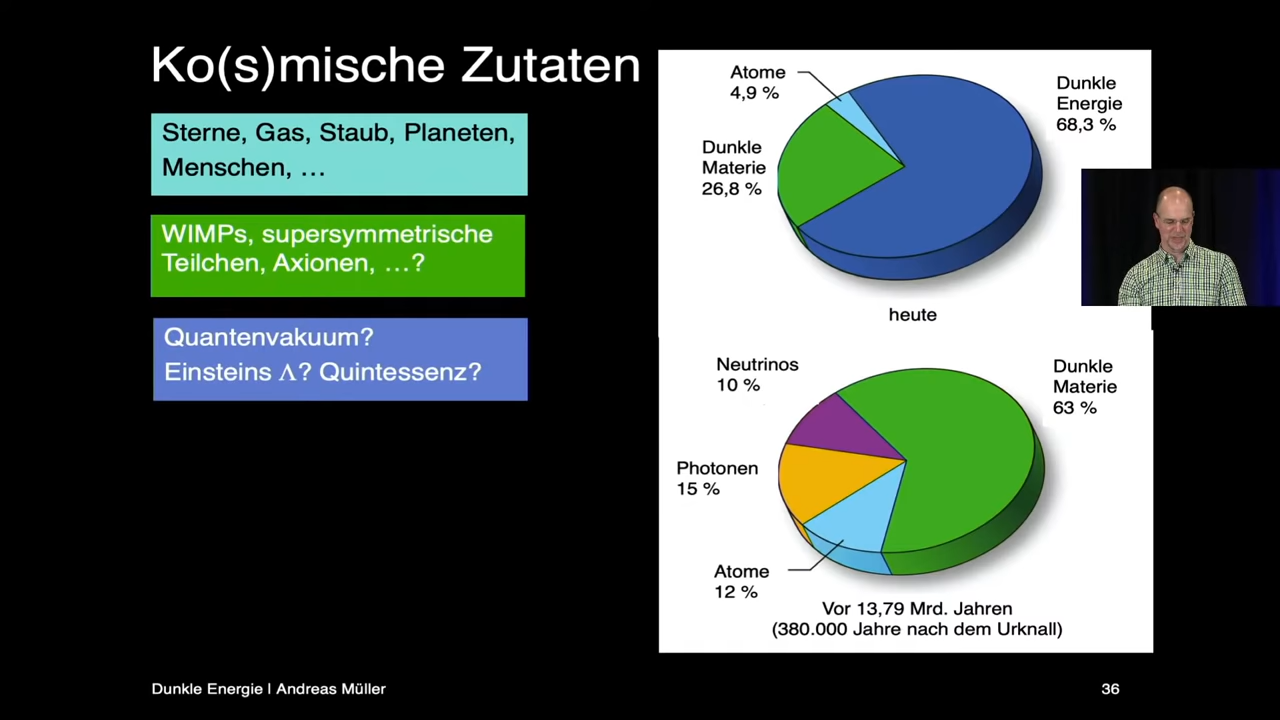 Ko(s)mische Zutaten
Sterne, Gas, Staub, Planeten,
Menschen, …
WIMPs, supersymmetrische
Teilchen, Axionen, …?
Quantenvakuum?
Einsteins Λ? Quintessenz?
Atome
4,9 %
Dunkle
Energie
68,3 %
Dunkle
Materie
26,8 %
heute
Neutrinos
10 %
Dunkle
Materie
63 %
Photonen
15 %
Atome
12 %
Vor 13,79 Mrd. Jahren
(380.000 Jahre nach dem Urknall)
Dunkle Energie I Andreas Müller
36